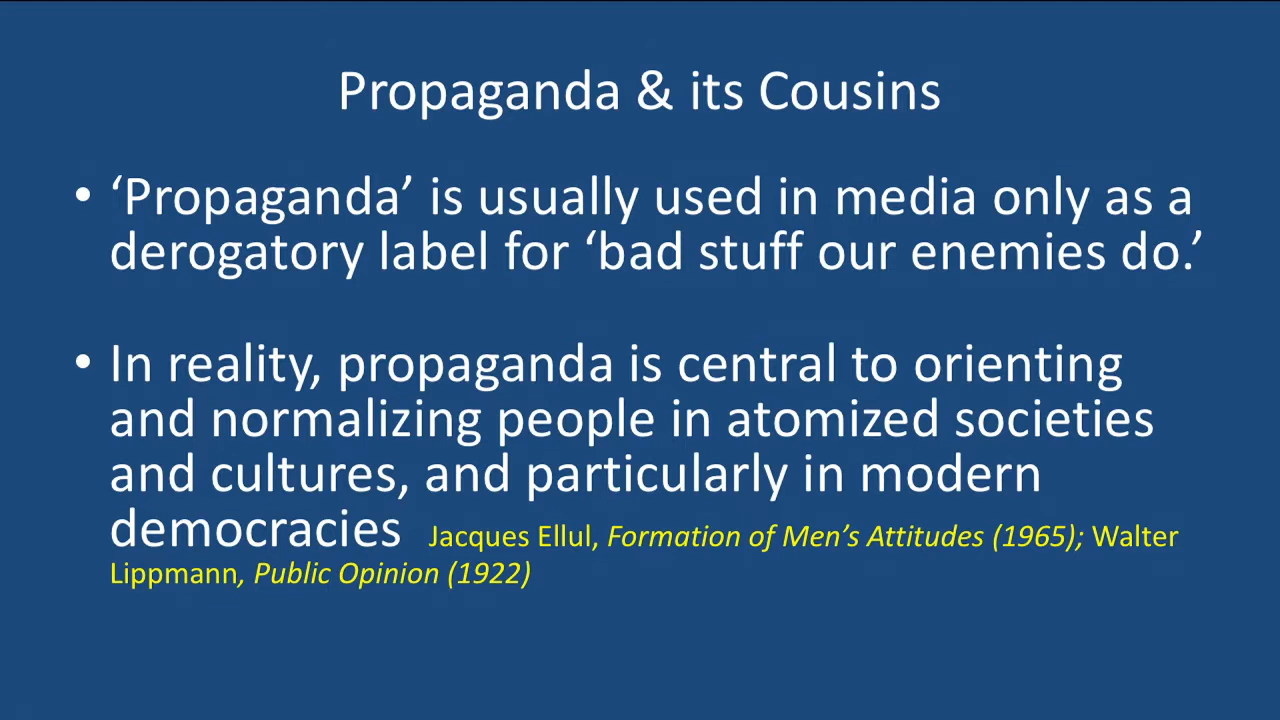 Propaganda & its Cousins
• ‘Propaganda’ is usually used in media only as a
derogatory label for ‘bad stuff our enemies do.’
• In reality, propaganda is central to orienting
and normalizing people in atomized societies
and cultures, and particularly in modern
democracies Jacques Ellul, Formation of Men’s Attitudes (1965); Walter
Lippmann, Public Opinion (1922)